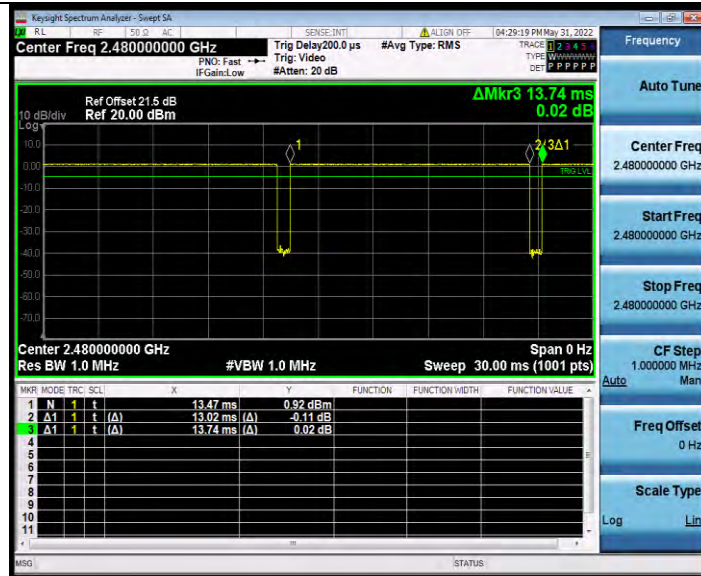 Keysight Spectrum Analyzer - Swept SA
RL RF 50 Ω AC SENSE:INT ALIGN OFF 04:29:19 PM May 31, 2022
Center Freq 2.480000000 GHz
PNO: Fast
IFGain:Low
Trig Delay200.0 µs
Trig: Video
#Atten: 20 dB
#Avg Type: RMS
TRACE 1 2 3 4 5
TYPE W
DET P P P P P P
Ref Offset 21.5 dB
Ref 20.00 dBm
10 dB/div
Log
ΔMkr3 13.74 ms
0.02 dB
10.0
0.00
-10.0
-20.0
-30.0
-40.0
-50.0
-60.0
-70.0
1
2/3Δ1
TRIG LVL
Center 2.480000000 GHz Span 0 Hz
Res BW 1.0 MHz #VBW 1.0 MHz Sweep 30.00 ms (1001 pts)
MKR MODE TRC SCL X Y FUNCTION FUNCTION WIDTH FUNCTION VALUE
1 N 1 t 13.47 ms 0.92 dBm
2 Δ1 1 t (Δ) 13.02 ms (Δ) -0.11 dB
3 Δ1 1 t (Δ) 13.74 ms (Δ) 0.02 dB
4
5
6
7
8
9
10
11
MSG STATUS
Frequency
Auto Tune
Center Freq
2.480000000 GHz
Start Freq
2.480000000 GHz
Stop Freq
2.480000000 GHz
CF Step
1.000000 MHz
Auto Man
Freq Offset
0 Hz
Scale Type
Log Lin